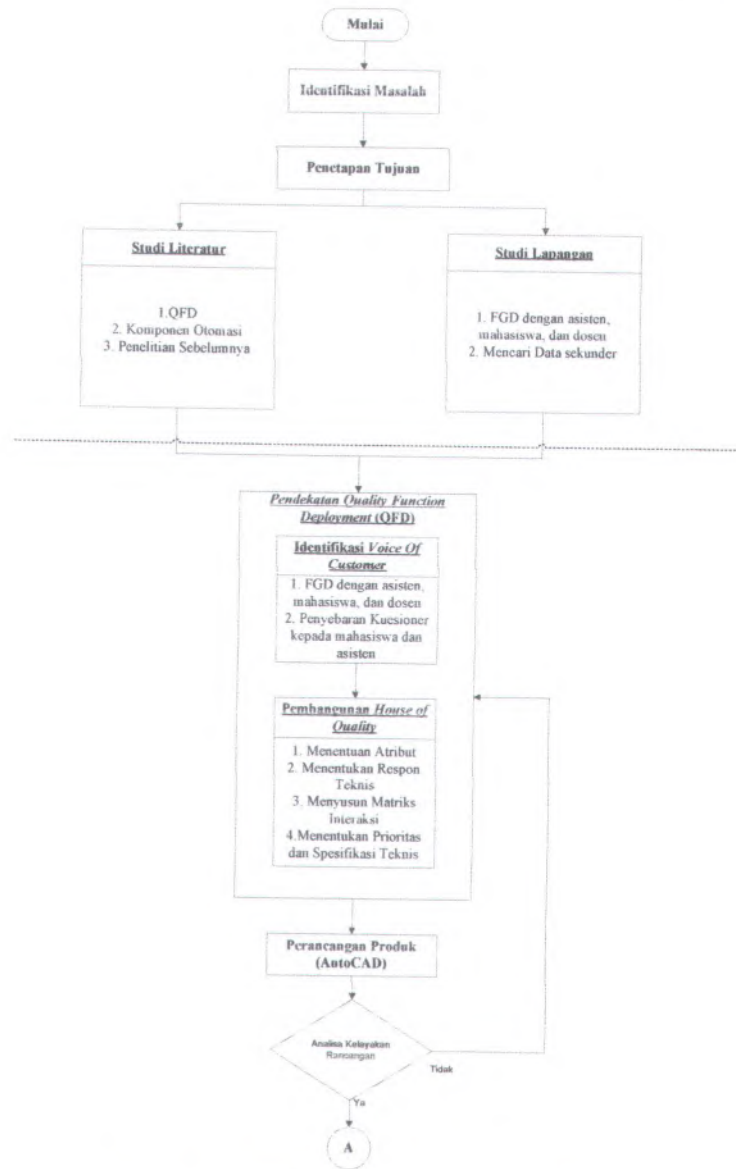 Mulai
Identifikasi Masalah
Penetapan Tujuan
Studi Literatur
1.QFD
2. Komponen Otomasi
3. Penelitian Sebelumnya
Studi Lapangan
1. FGD dengan asisten,
mahasiswa, dan dosen
2. Mencari Data sekunder
Pendekatan Quality Function
Deployment (QFD)
Identifikasi Voice Of
Customer
1. FGD dengan asisten,
mahasiswa, dan dosen
2. Penyebaran Kuesioner
kepada mahasiswa dan
asisten
Pembangunan House of
Quality
1. Menentuan Atribut
2. Menentukan Respon
Teknis
3. Menyusun Matriks
Interaksi
4.Menentukan Prioritas
dan Spesifikasi Teknis
Perancangan Produk
(AutoCAD)
Analisa Kelayakan
Rancangan
Tidak
Ya
A